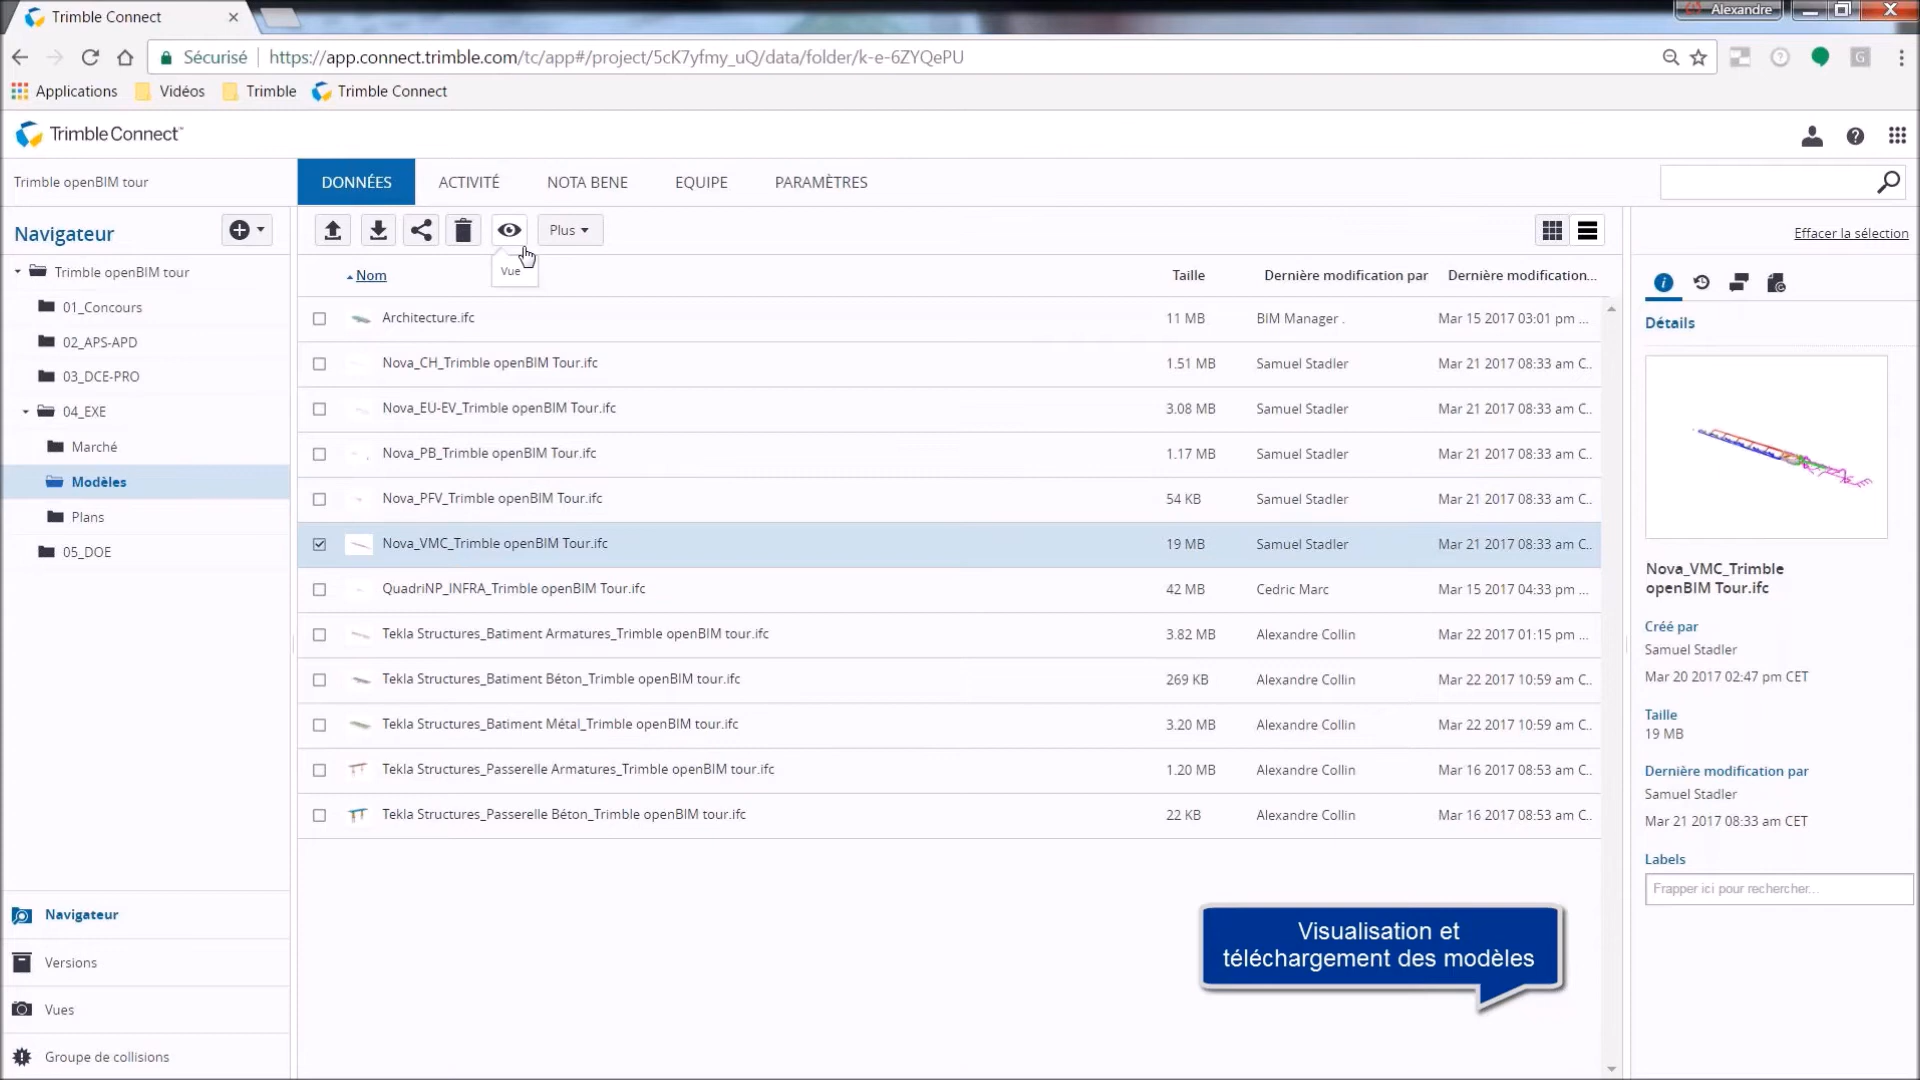 Trimble Connect
Alexandre
Sécurisé
https://app.connect.trimble.com/tc/app#/project/5cK7yfmy_uQ/data/folder/k-e-6ZYQePU
Applications
Vidéos
Trimble
Trimble Connect
Trimble Connect
Trimble openBIM tour
DONNÉES
ACTIVITÉ
NOTA BENE
EQUIPE
PARAMÈTRES
Navigateur
Plus
Vue
Effacer la sélection
Trimble openBIM tour
01_Concours
02_APS-APD
03_DCE-PRO
04_EXE
Marché
Modèles
Plans
05_DOE
Navigateur
Versions
Vues
Groupe de collisions
Nom Taille Dernière modification par Dernière modification...
Architecture.ifc 11 MB BIM Manager . Mar 15 2017 03:01 pm ...
Nova_CH_Trimble openBIM Tour.ifc 1.51 MB Samuel Stadler Mar 21 2017 08:33 am C..
Nova_EU-EV_Trimble openBIM Tour.ifc 3.08 MB Samuel Stadler Mar 21 2017 08:33 am C..
Nova_PB_Trimble openBIM Tour.ifc 1.17 MB Samuel Stadler Mar 21 2017 08:33 am C..
Nova_PFV_Trimble openBIM Tour.ifc 54 KB Samuel Stadler Mar 21 2017 08:33 am C..
Nova_VMC_Trimble openBIM Tour.ifc 19 MB Samuel Stadler Mar 21 2017 08:33 am C..
QuadriNP_INFRA_Trimble openBIM Tour.ifc 42 MB Cedric Marc Mar 15 2017 04:33 pm ...
Tekla Structures_Batiment Armatures_Trimble openBIM tour.ifc 3.82 MB Alexandre Collin Mar 22 2017 01:15 pm ...
Tekla Structures_Batiment Béton_Trimble openBIM tour.ifc 269 KB Alexandre Collin Mar 22 2017 10:59 am C..
Tekla Structures_Batiment Métal_Trimble openBIM tour.ifc 3.20 MB Alexandre Collin Mar 22 2017 10:59 am C..
Tekla Structures_Passerelle Armatures_Trimble openBIM tour.ifc 1.20 MB Alexandre Collin Mar 16 2017 08:53 am C..
Tekla Structures_Passerelle Béton_Trimble openBIM tour.ifc 22 KB Alexandre Collin Mar 16 2017 08:53 am C..
Visualisation et
téléchargement des modèles
Détails
Nova_VMC_Trimble
openBIM Tour.ifc
Créé par
Samuel Stadler
Mar 20 2017 02:47 pm CET
Taille
19 MB
Dernière modification par
Samuel Stadler
Mar 21 2017 08:33 am CET
Labels
Frapper ici pour rechercher...